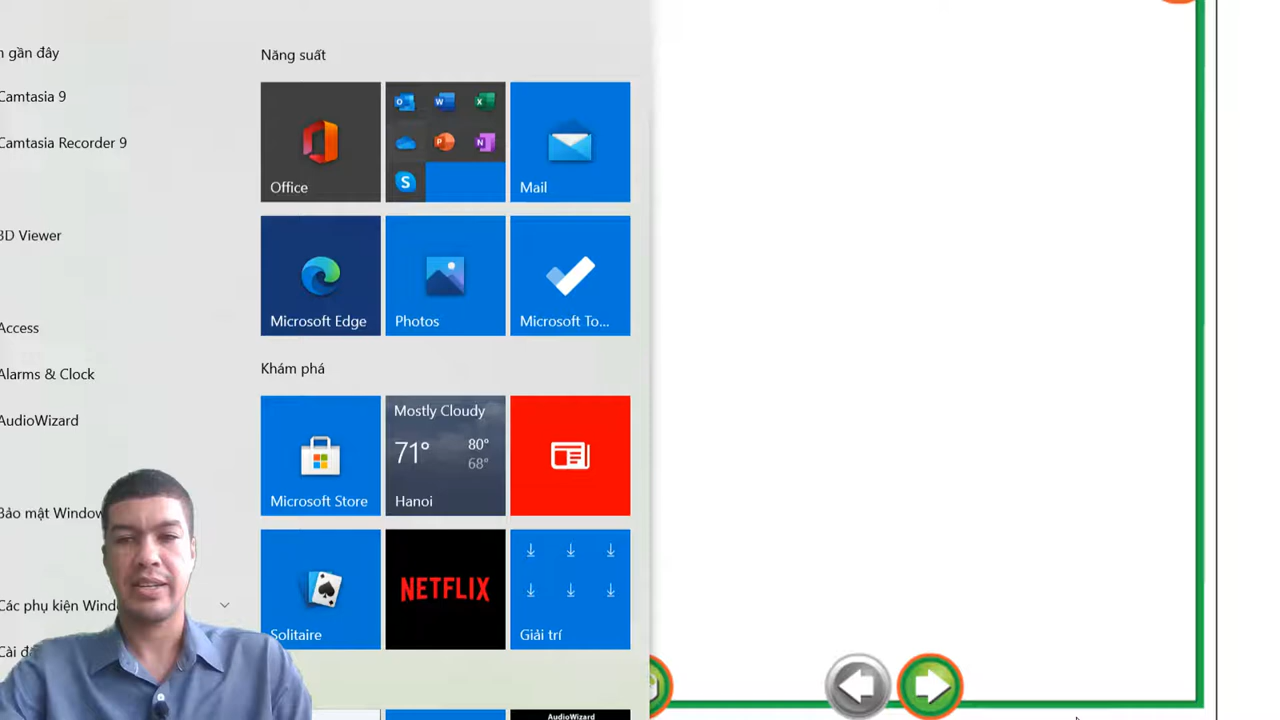 n gần đây
Camtasia 9
Camtasia Recorder 9
3D Viewer
Access
Alarms & Clock
AudioWizard
Bảo mật Window
Các phụ kiện Wind
Cài đ
Năng suất
Office
Mail
Microsoft Edge
Photos
Microsoft To...
Khám phá
Microsoft Store
Mostly Cloudy
71°
80°
68°
Hanoi
Solitaire
NETFLIX
Giải trí
AudioWizard